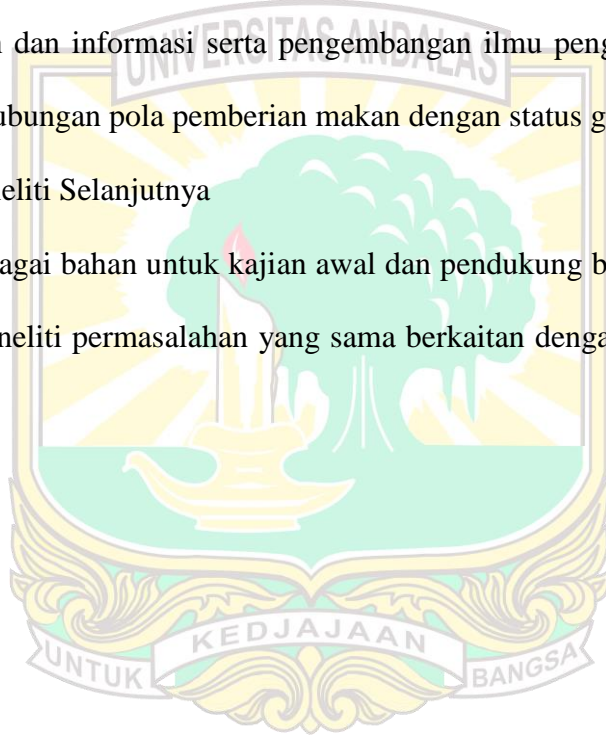 n dan informasi serta pengembangan ilmu peng
UNIVERSITAS ANDALAS
ubungan pola pemberian makan dengan status g
eliti Selanjutnya
agai bahan untuk kajian awal dan pendukung b
neliti permasalahan yang sama berkaitan denga
UNTUK KEDJAJAAN BANGSA